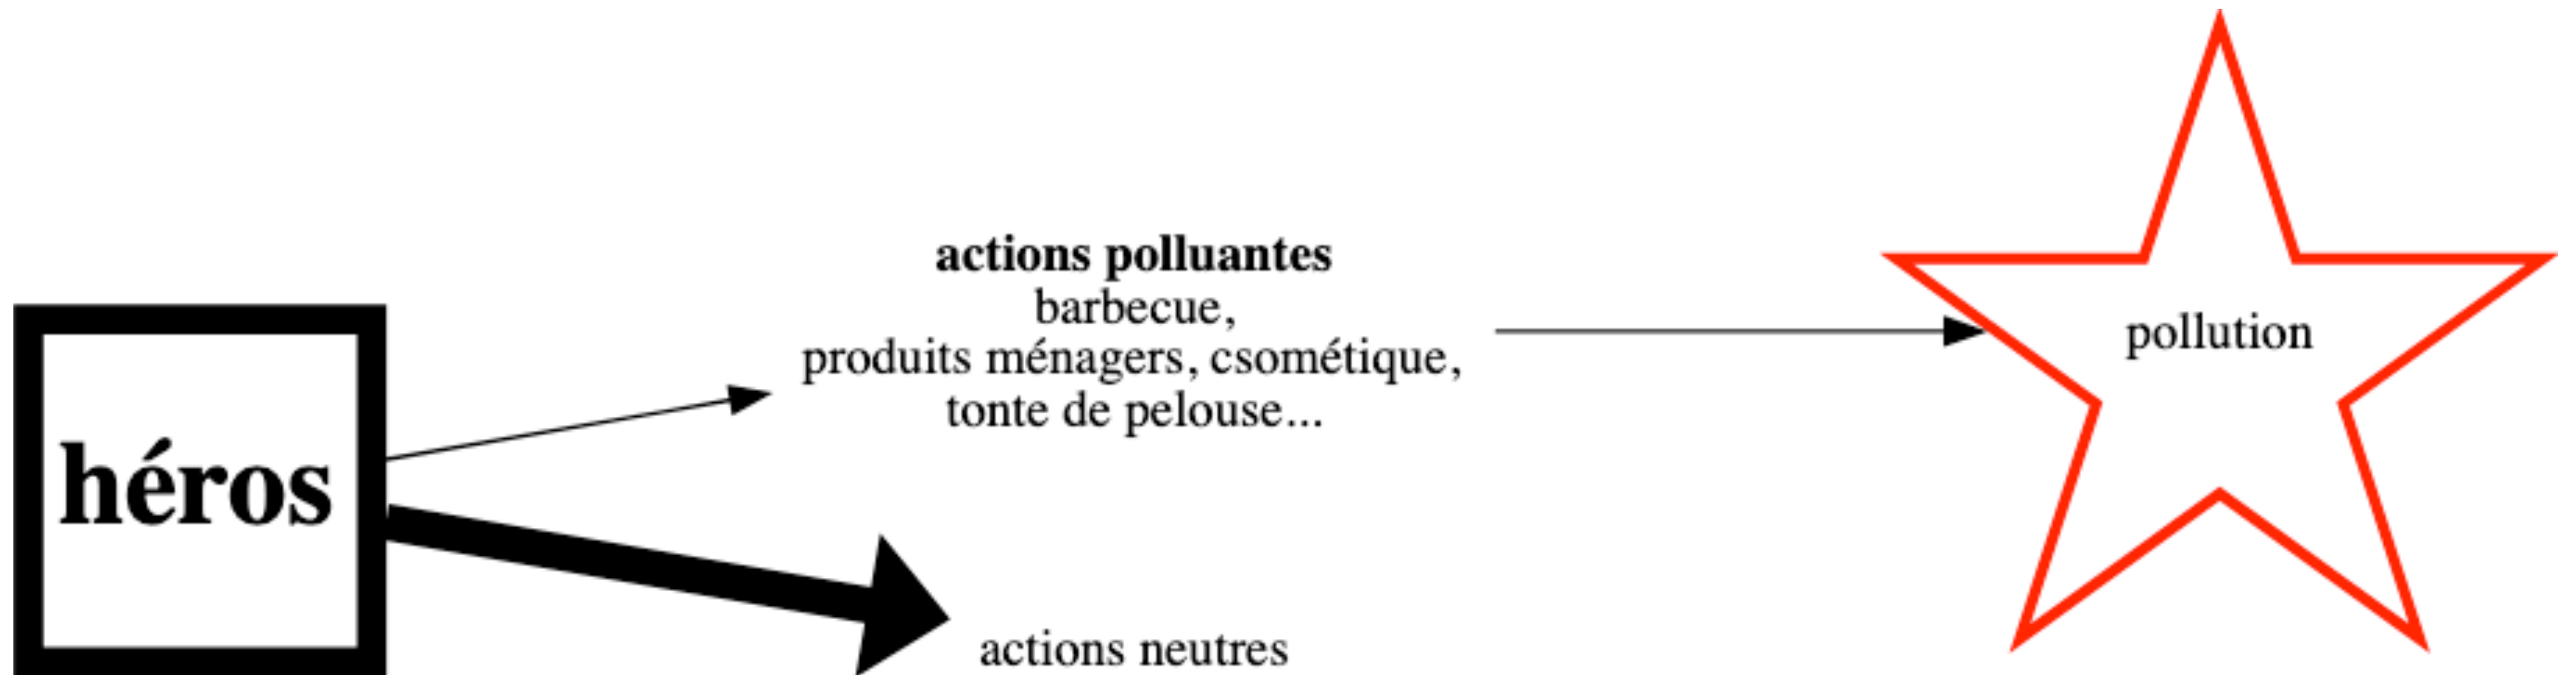 héros
actions polluantes
barbecue,
produits ménagers, csométique,
tonte de pelouse...
pollution
actions neutres